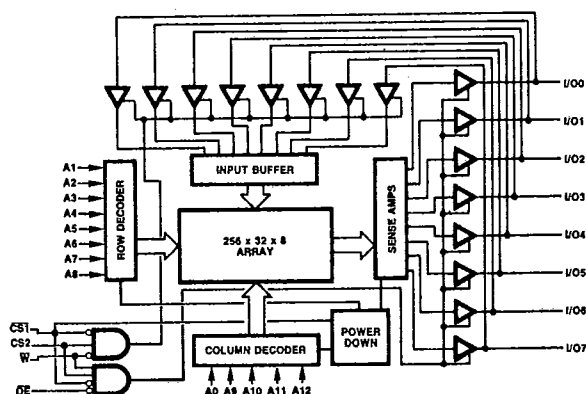 I/O0
I/O1
I/O2
I/O3
I/O4
I/O5
I/O6
I/O7
INPUT BUFFER
A1
A2
A3
A4
A5
A6
A7
A8
ROW DECODER
256 x 32 x 8
ARRAY
SENSE AMPS
CS1
CS2
W
OE
COLUMN DECODER
POWER
DOWN
A0 A9 A10 A11 A12